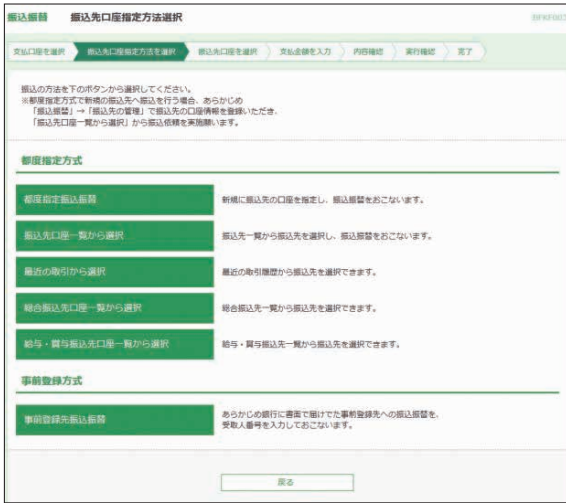 振込振替 振込先口座指定方法選択 BFKF003
支払口座を選択 振込先口座指定方法を選択 振込先口座を選択 支払金額を入力 内容確認 実行確認 完了
振込の方法を下のボタンから選択してください。
※都度指定方式で新規の振込先へ振込を行う場合、あらかじめ
「振込振替」→「振込先の管理」で振込先の口座情報を登録いただき、
「振込先口座一覧から選択」から振込依頼を実施願います。
都度指定方式
都度指定振込振替 新規に振込先の口座を指定し、振込振替をおこないます。
振込先口座一覧から選択 振込先一覧から振込先を選択し、振込振替をおこないます。
最近の取引から選択 最近の取引履歴から振込先を選択できます。
総合振込先口座一覧から選択 総合振込先一覧から振込先を選択できます。
給与・賞与振込先口座一覧から選択 給与・賞与振込先一覧から振込先を選択できます。
事前登録方式
事前登録先振込振替 あらかじめ銀行に書面で届けでた事前登録先への振込振替を、
受取人番号を入力しておこないます。
戻る